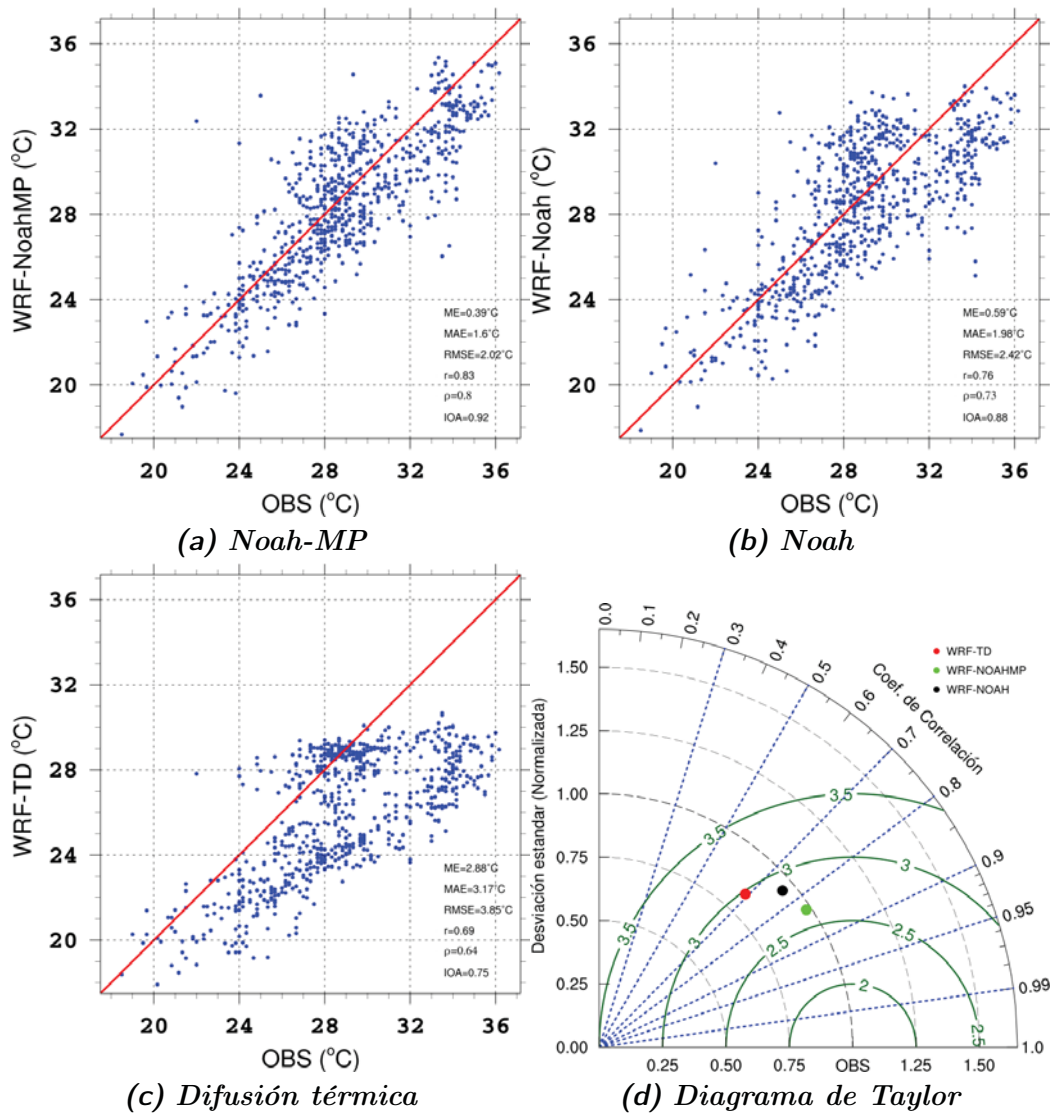 36
32
28
24
20
WRF-NoahMP (°C)
ME=0.39°C
MAE=1.6°C
RMSE=2.02°C
r=0.83
ρ=0.8
IOA=0.92
20 24 28 32 36
OBS (°C)
(a) Noah-MP
36
32
28
24
20
WRF-Noah (°C)
ME=0.59°C
MAE=1.98°C
RMSE=2.42°C
r=0.76
ρ=0.73
IOA=0.88
20 24 28 32 36
OBS (°C)
(b) Noah
36
32
28
24
20
WRF-TD (°C)
ME=2.88°C
MAE=3.17°C
RMSE=3.85°C
r=0.69
ρ=0.64
IOA=0.75
20 24 28 32 36
OBS (°C)
(c) Difusión térmica
WRF-TD
WRF-NOAHMP
WRF-NOAH
Desviación estandar (Normalizada)
1.50
1.25
1.00
0.75
0.50
0.25
0.00
0.25 0.50 0.75 OBS 1.25 1.50
0.0
0.1
0.2
0.3
0.4
0.5
0.6
0.7
0.8
0.9
0.95
0.99
1.0
Coef. de Correlación
3.5
3.5
3.5
3
3
3
2.5
2.5
2.5
2.5
2
(d) Diagrama de Taylor